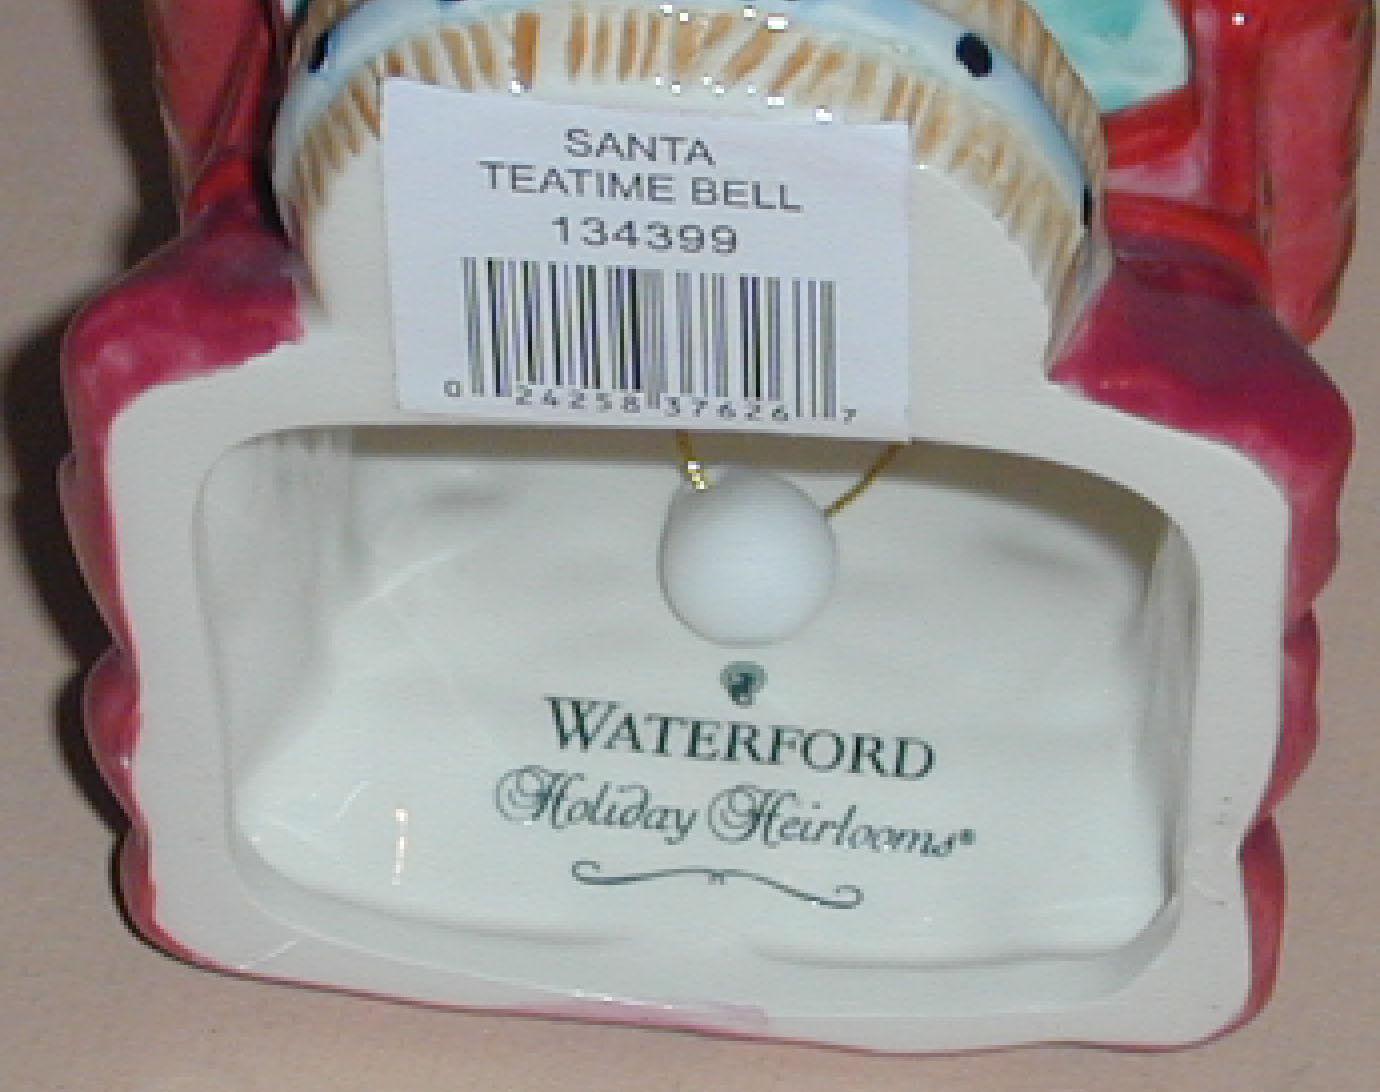 SANTA
TEATIME BELL
134399
0 24258 37626 7
WATERFORD
Holiday Heirlooms®